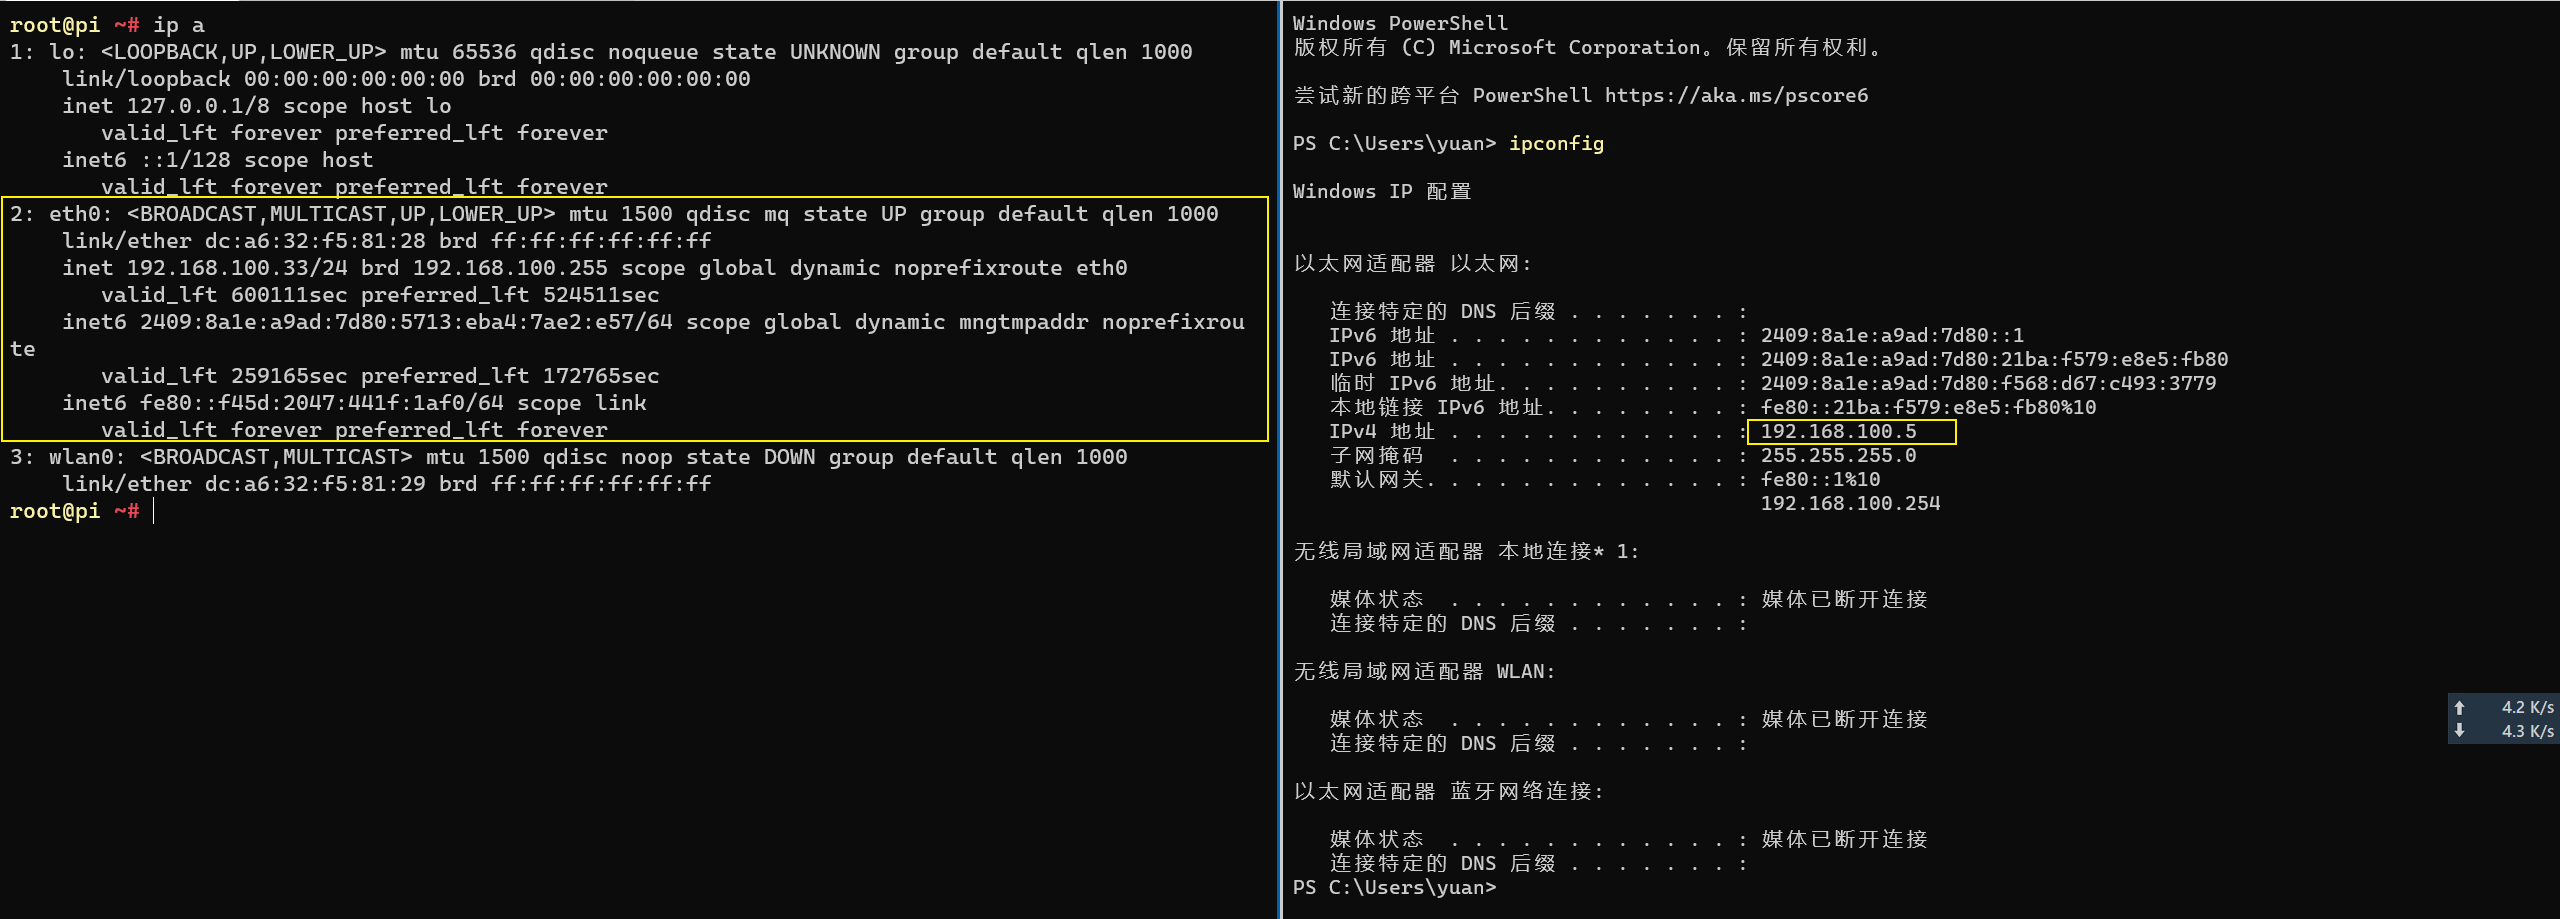 root@pi ~# ip a
1: lo: <LOOPBACK,UP,LOWER_UP> mtu 65536 qdisc noqueue state UNKNOWN group default qlen 1000
    link/loopback 00:00:00:00:00:00 brd 00:00:00:00:00:00
    inet 127.0.0.1/8 scope host lo
       valid_lft forever preferred_lft forever
    inet6 ::1/128 scope host
       valid_lft forever preferred_lft forever
2: eth0: <BROADCAST,MULTICAST,UP,LOWER_UP> mtu 1500 qdisc mq state UP group default qlen 1000
    link/ether dc:a6:32:f5:81:28 brd ff:ff:ff:ff:ff:ff
    inet 192.168.100.33/24 brd 192.168.100.255 scope global dynamic noprefixroute eth0
       valid_lft 600111sec preferred_lft 524511sec
    inet6 2409:8a1e:a9ad:7d80:5713:eba4:7ae2:e57/64 scope global dynamic mngtmpaddr noprefixrou
te
       valid_lft 259165sec preferred_lft 172765sec
    inet6 fe80::f45d:2047:441f:1af0/64 scope link
       valid_lft forever preferred_lft forever
3: wlan0: <BROADCAST,MULTICAST> mtu 1500 qdisc noop state DOWN group default qlen 1000
    link/ether dc:a6:32:f5:81:29 brd ff:ff:ff:ff:ff:ff
root@pi ~#
Windows PowerShell
版权所有 (C) Microsoft Corporation。保留所有权利。
尝试新的跨平台 PowerShell https://aka.ms/pscore6
PS C:\Users\yuan> ipconfig
Windows IP 配置
以太网适配器 以太网:
   连接特定的 DNS 后缀 . . . . . . . :
   IPv6 地址 . . . . . . . . . . . . : 2409:8a1e:a9ad:7d80::1
   IPv6 地址 . . . . . . . . . . . . : 2409:8a1e:a9ad:7d80:21ba:f579:e8e5:fb80
   临时 IPv6 地址. . . . . . . . . . : 2409:8a1e:a9ad:7d80:f568:d67:c493:3779
   本地链接 IPv6 地址. . . . . . . . : fe80::21ba:f579:e8e5:fb80%10
   IPv4 地址 . . . . . . . . . . . . : 192.168.100.5
   子网掩码  . . . . . . . . . . . . : 255.255.255.0
   默认网关. . . . . . . . . . . . . : fe80::1%10
                                       192.168.100.254
无线局域网适配器 本地连接* 1:
   媒体状态  . . . . . . . . . . . . : 媒体已断开连接
   连接特定的 DNS 后缀 . . . . . . . :
无线局域网适配器 WLAN:
   媒体状态  . . . . . . . . . . . . : 媒体已断开连接
   连接特定的 DNS 后缀 . . . . . . . :
以太网适配器 蓝牙网络连接:
   媒体状态  . . . . . . . . . . . . : 媒体已断开连接
   连接特定的 DNS 后缀 . . . . . . . :
PS C:\Users\yuan>
⬆ 4.2 K/s
⬇ 4.3 K/s